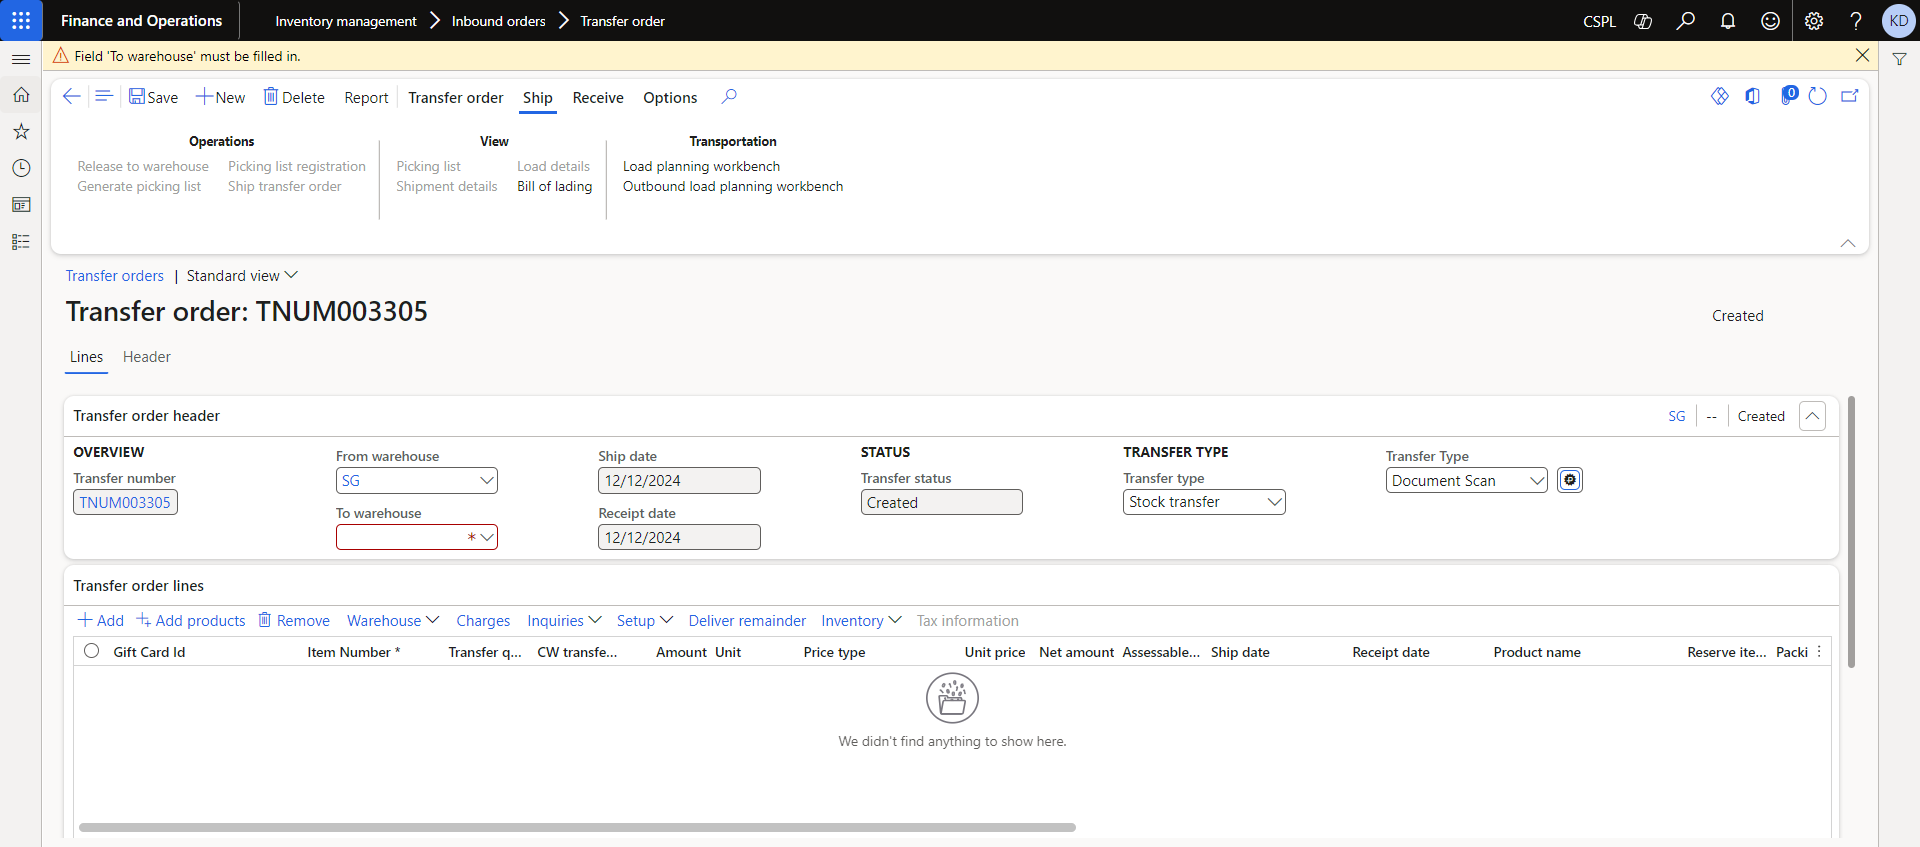 Finance and Operations
Inventory management > Inbound orders > Transfer order
CSPL
?
KD
Field 'To warehouse' must be filled in.
Save
New
Delete
Report
Transfer order
Ship
Receive
Options
0
Operations
Release to warehouse
Picking list registration
Generate picking list
Ship transfer order
View
Picking list
Load details
Shipment details
Bill of lading
Transportation
Load planning workbench
Outbound load planning workbench
Transfer orders | Standard view
Transfer order: TNUM003305
Created
Lines
Header
Transfer order header
SG
--
Created
OVERVIEW
Transfer number
TNUM003305
From warehouse
SG
To warehouse
*
Ship date
12/12/2024
Receipt date
12/12/2024
STATUS
Transfer status
Created
TRANSFER TYPE
Transfer type
Stock transfer
Transfer Type
Document Scan
Transfer order lines
Add
Add products
Remove
Warehouse
Charges
Inquiries
Setup
Deliver remainder
Inventory
Tax information
Gift Card Id
Item Number *
Transfer q...
CW transfe...
Amount
Unit
Price type
Unit price
Net amount
Assessable...
Ship date
Receipt date
Product name
Reserve ite...
Packi
We didn't find anything to show here.